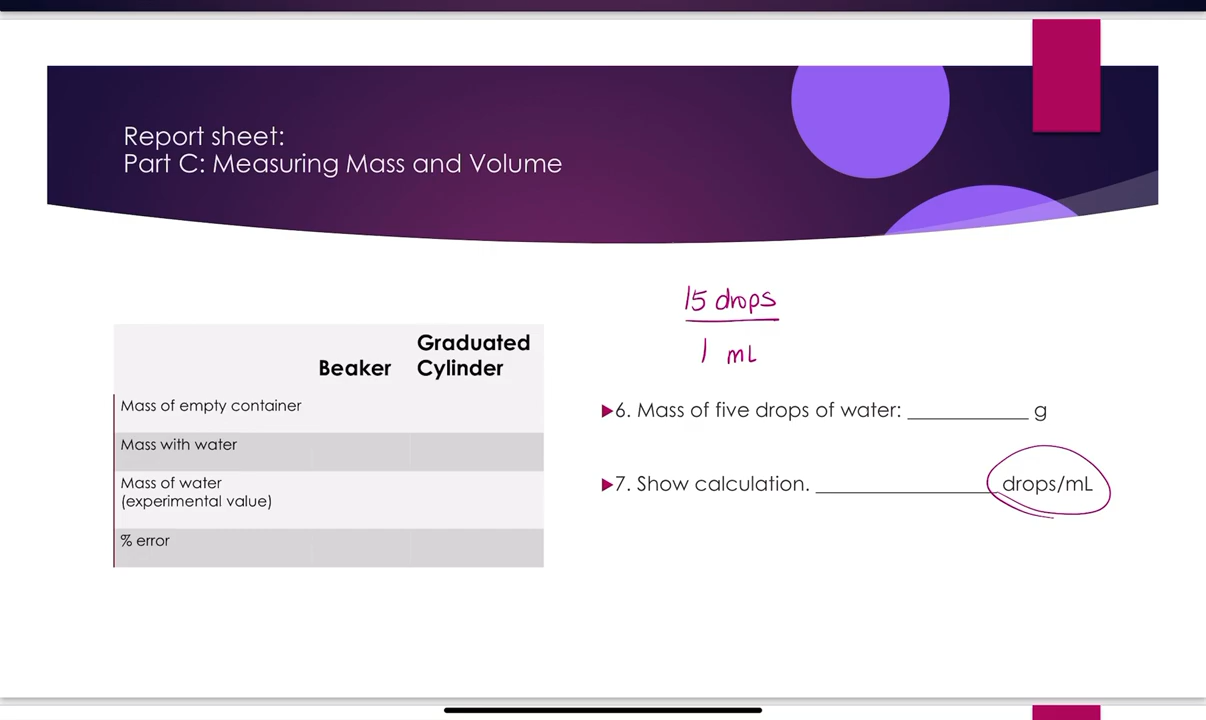 Report sheet:
Part C: Measuring Mass and Volume
Beaker
Graduated
Cylinder
Mass of empty container
Mass with water
Mass of water
(experimental value)
% error
15 drops
1 mL
6. Mass of five drops of water: ___________ g
7. Show calculation. ________________ drops/mL